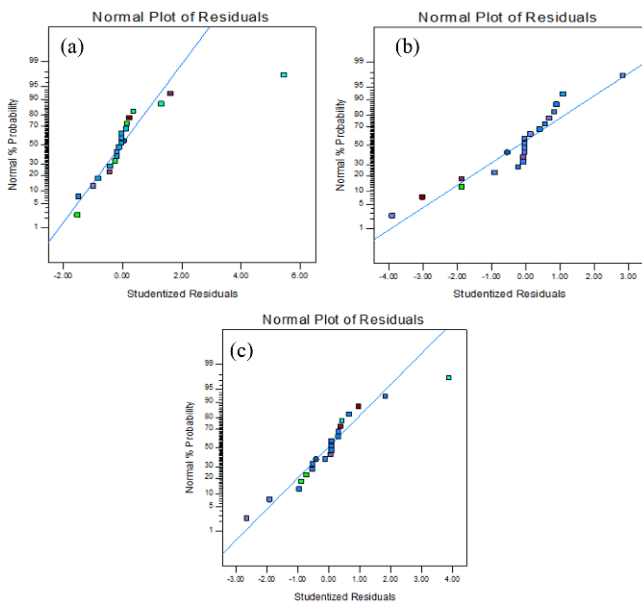 Normal Plot of Residuals
(a)
Normal % Probability
99
95
90
80
70
50
30
20
10
5
1
-2.00 0.00 2.00 4.00 6.00
Studentized Residuals
Normal Plot of Residuals
(b)
Normal % Probability
99
95
90
80
70
50
30
20
10
5
1
-4.00 -3.00 -2.00 -1.00 0.00 1.00 2.00 3.00
Studentized Residuals
Normal Plot of Residuals
(c)
Normal % Probability
99
95
90
80
70
50
30
20
10
5
1
-3.00 -2.00 -1.00 0.00 1.00 2.00 3.00 4.00
Studentized Residuals